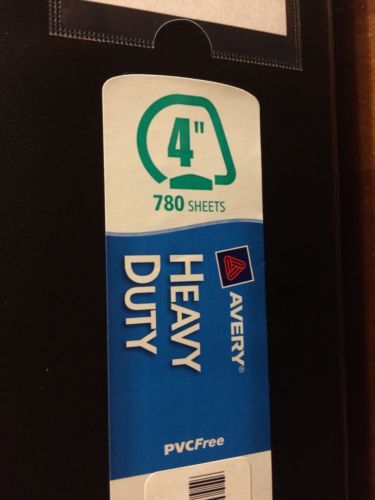 4"
780 SHEETS
AVERY®
HEAVY
DUTY
PVCFree